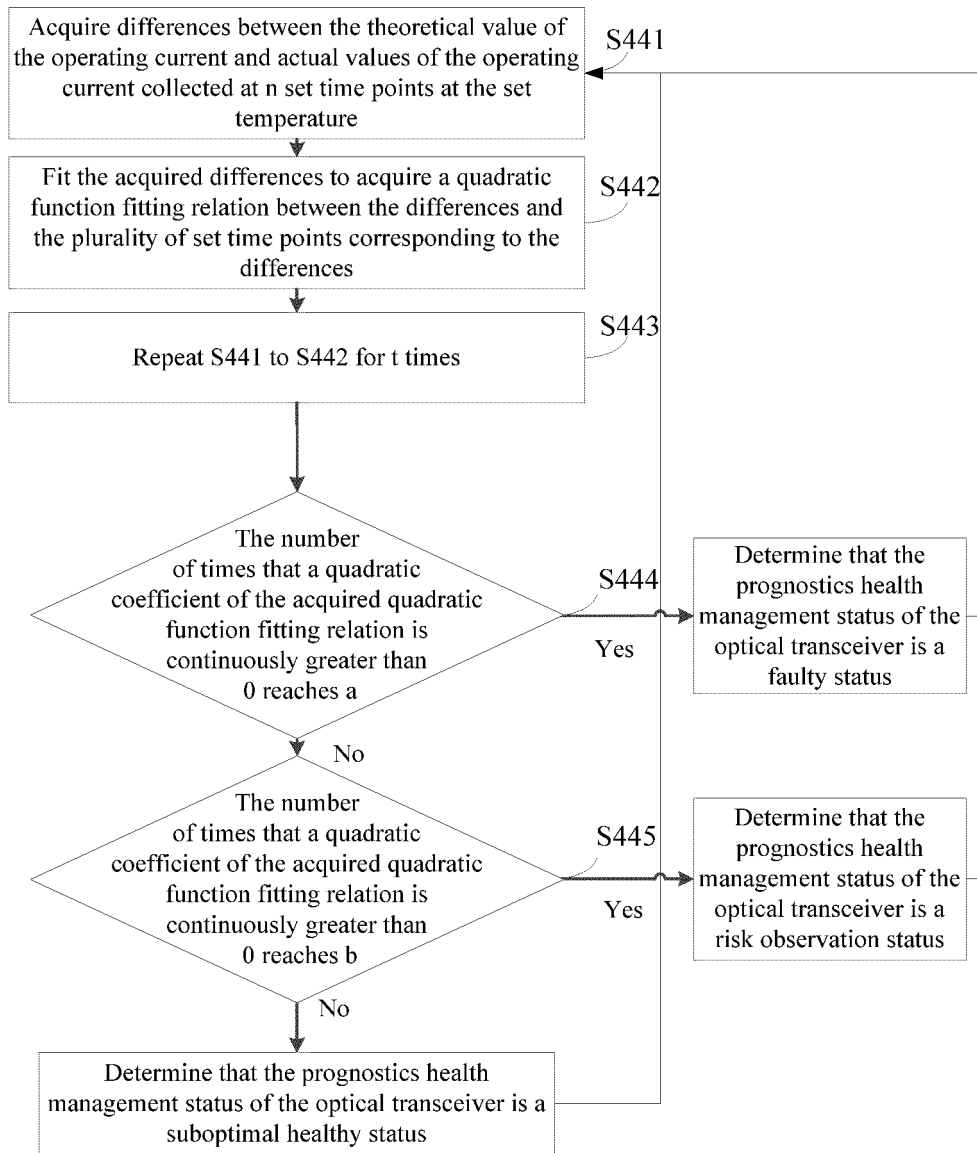 Acquire differences between the theoretical value of
the operating current and actual values of the operating
current collected at n set time points at the set
temperature
S441
Fit the acquired differences to acquire a quadratic
function fitting relation between the differences and
the plurality of set time points corresponding to the
differences
S442
Repeat S441 to S442 for t times
S443
The number
of times that a quadratic
coefficient of the acquired quadratic
function fitting relation is
continuously greater than
0 reaches a
S444
Yes
Determine that the
prognostics health
management status of the
optical transceiver is a
faulty status
No
The number
of times that a quadratic
coefficient of the acquired quadratic
function fitting relation is
continuously greater than
0 reaches b
S445
Yes
Determine that the
prognostics health
management status of the
optical transceiver is a
risk observation status
No
Determine that the prognostics health
management status of the optical transceiver is a
suboptimal healthy status